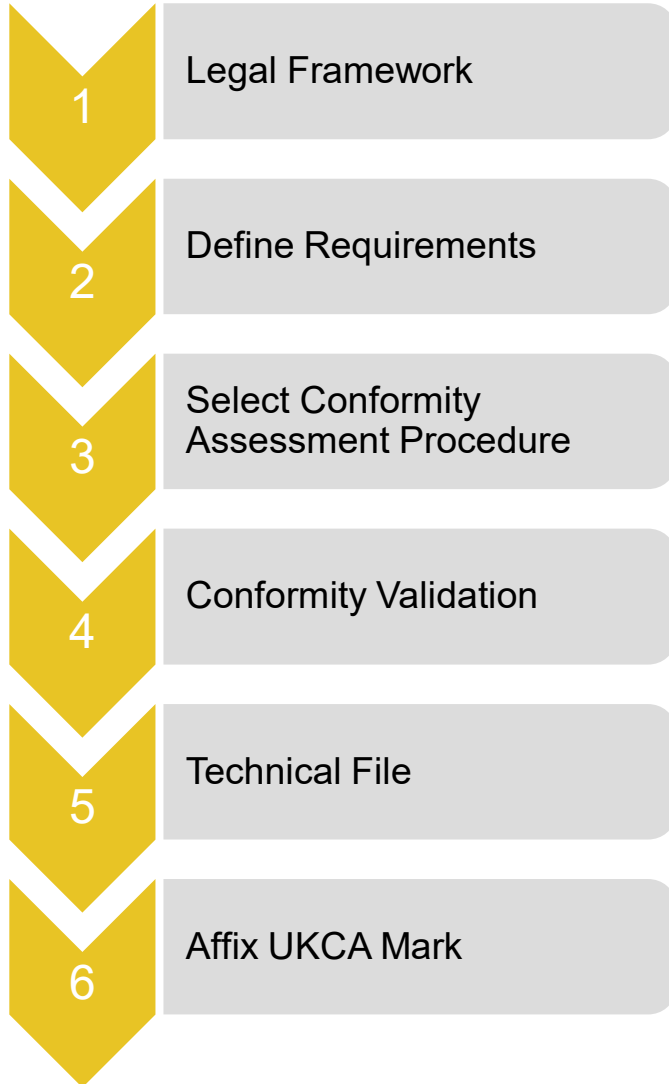 1
Legal Framework
2
Define Requirements
3
Select Conformity
Assessment Procedure
4
Conformity Validation
5
Technical File
6
Affix UKCA Mark